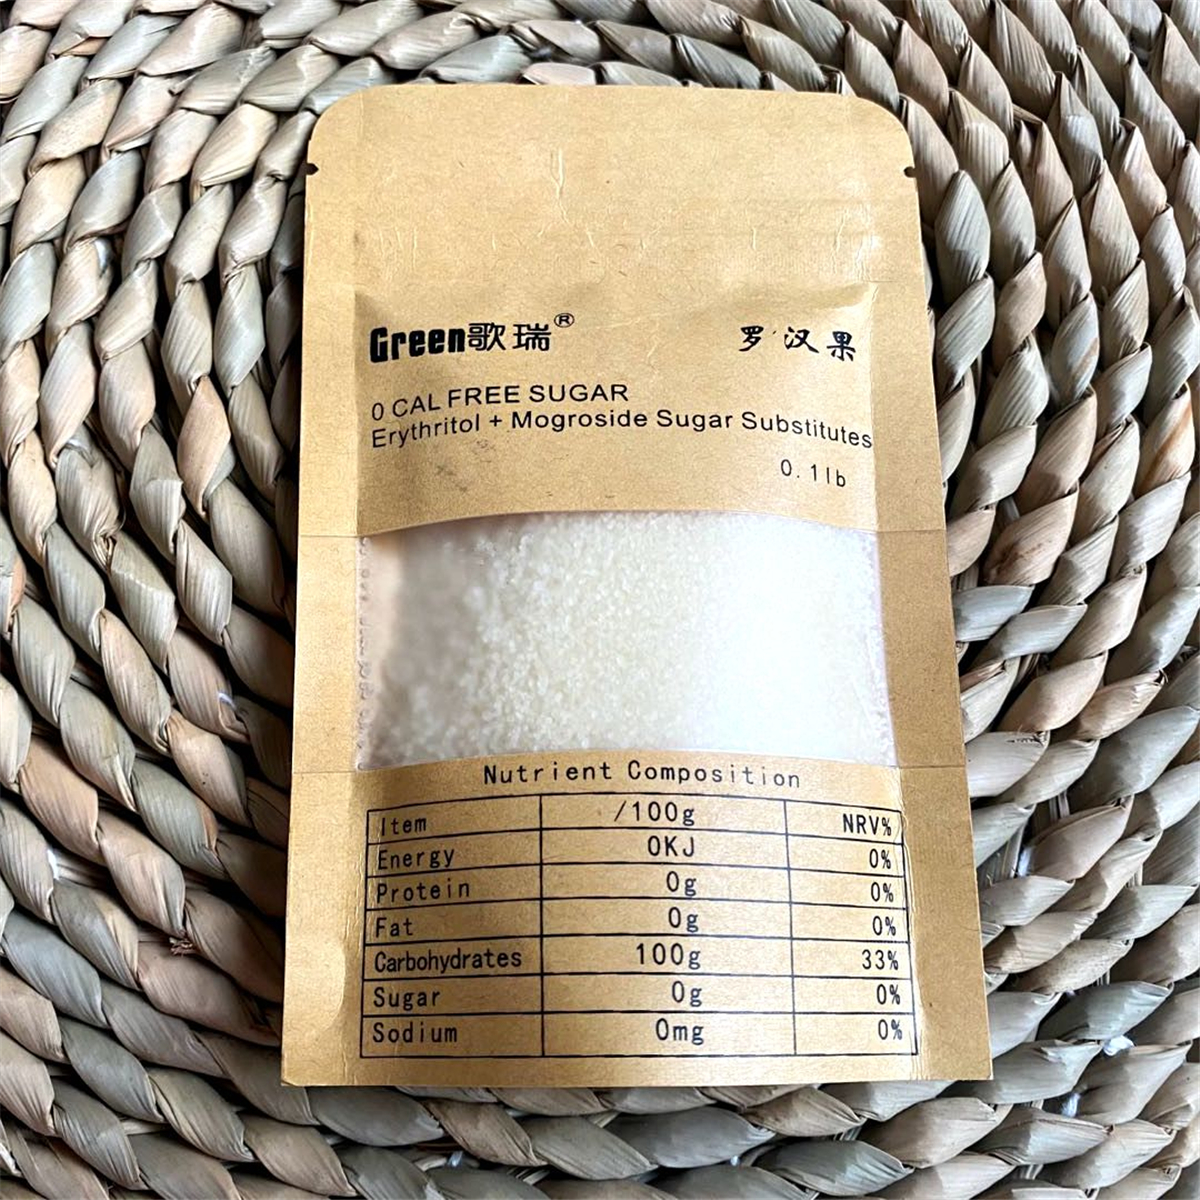 Green歌瑞® 罗汉果
0 CAL FREE SUGAR
Erythritol + Mogroside Sugar Substitutes
0.1lb
Nutrient Composition
Item /100g NRV%
Energy 0KJ 0%
Protein 0g 0%
Fat 0g 0%
Carbohydrates 100g 33%
Sugar 0g 0%
Sodium 0mg 0%